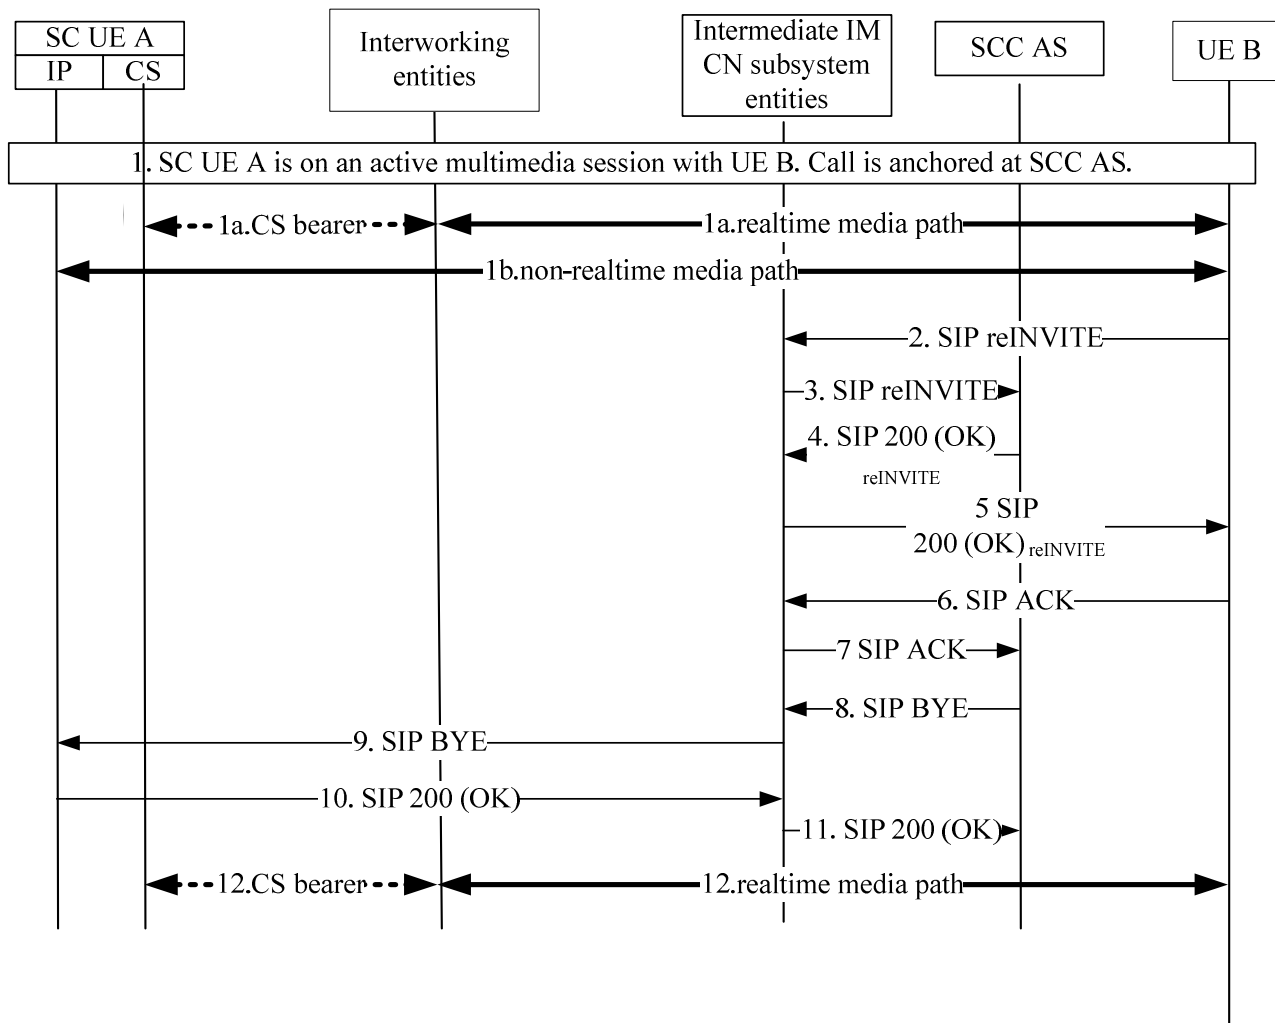 SC UE A
IP
CS
Interworking
entities
Intermediate IM
CN subsystem
entities
SCC AS
UE B
1. SC UE A is on an active multimedia session with UE B. Call is anchored at SCC AS.
1a.CS bearer
1a.realtime media path
1b.non-realtime media path
2. SIP reINVITE
3. SIP reINVITE
4. SIP 200 (OK)
reINVITE
5 SIP
200 (OK) reINVITE
6. SIP ACK
7 SIP ACK
8. SIP BYE
9. SIP BYE
10. SIP 200 (OK)
11. SIP 200 (OK)
12.CS bearer
12.realtime media path